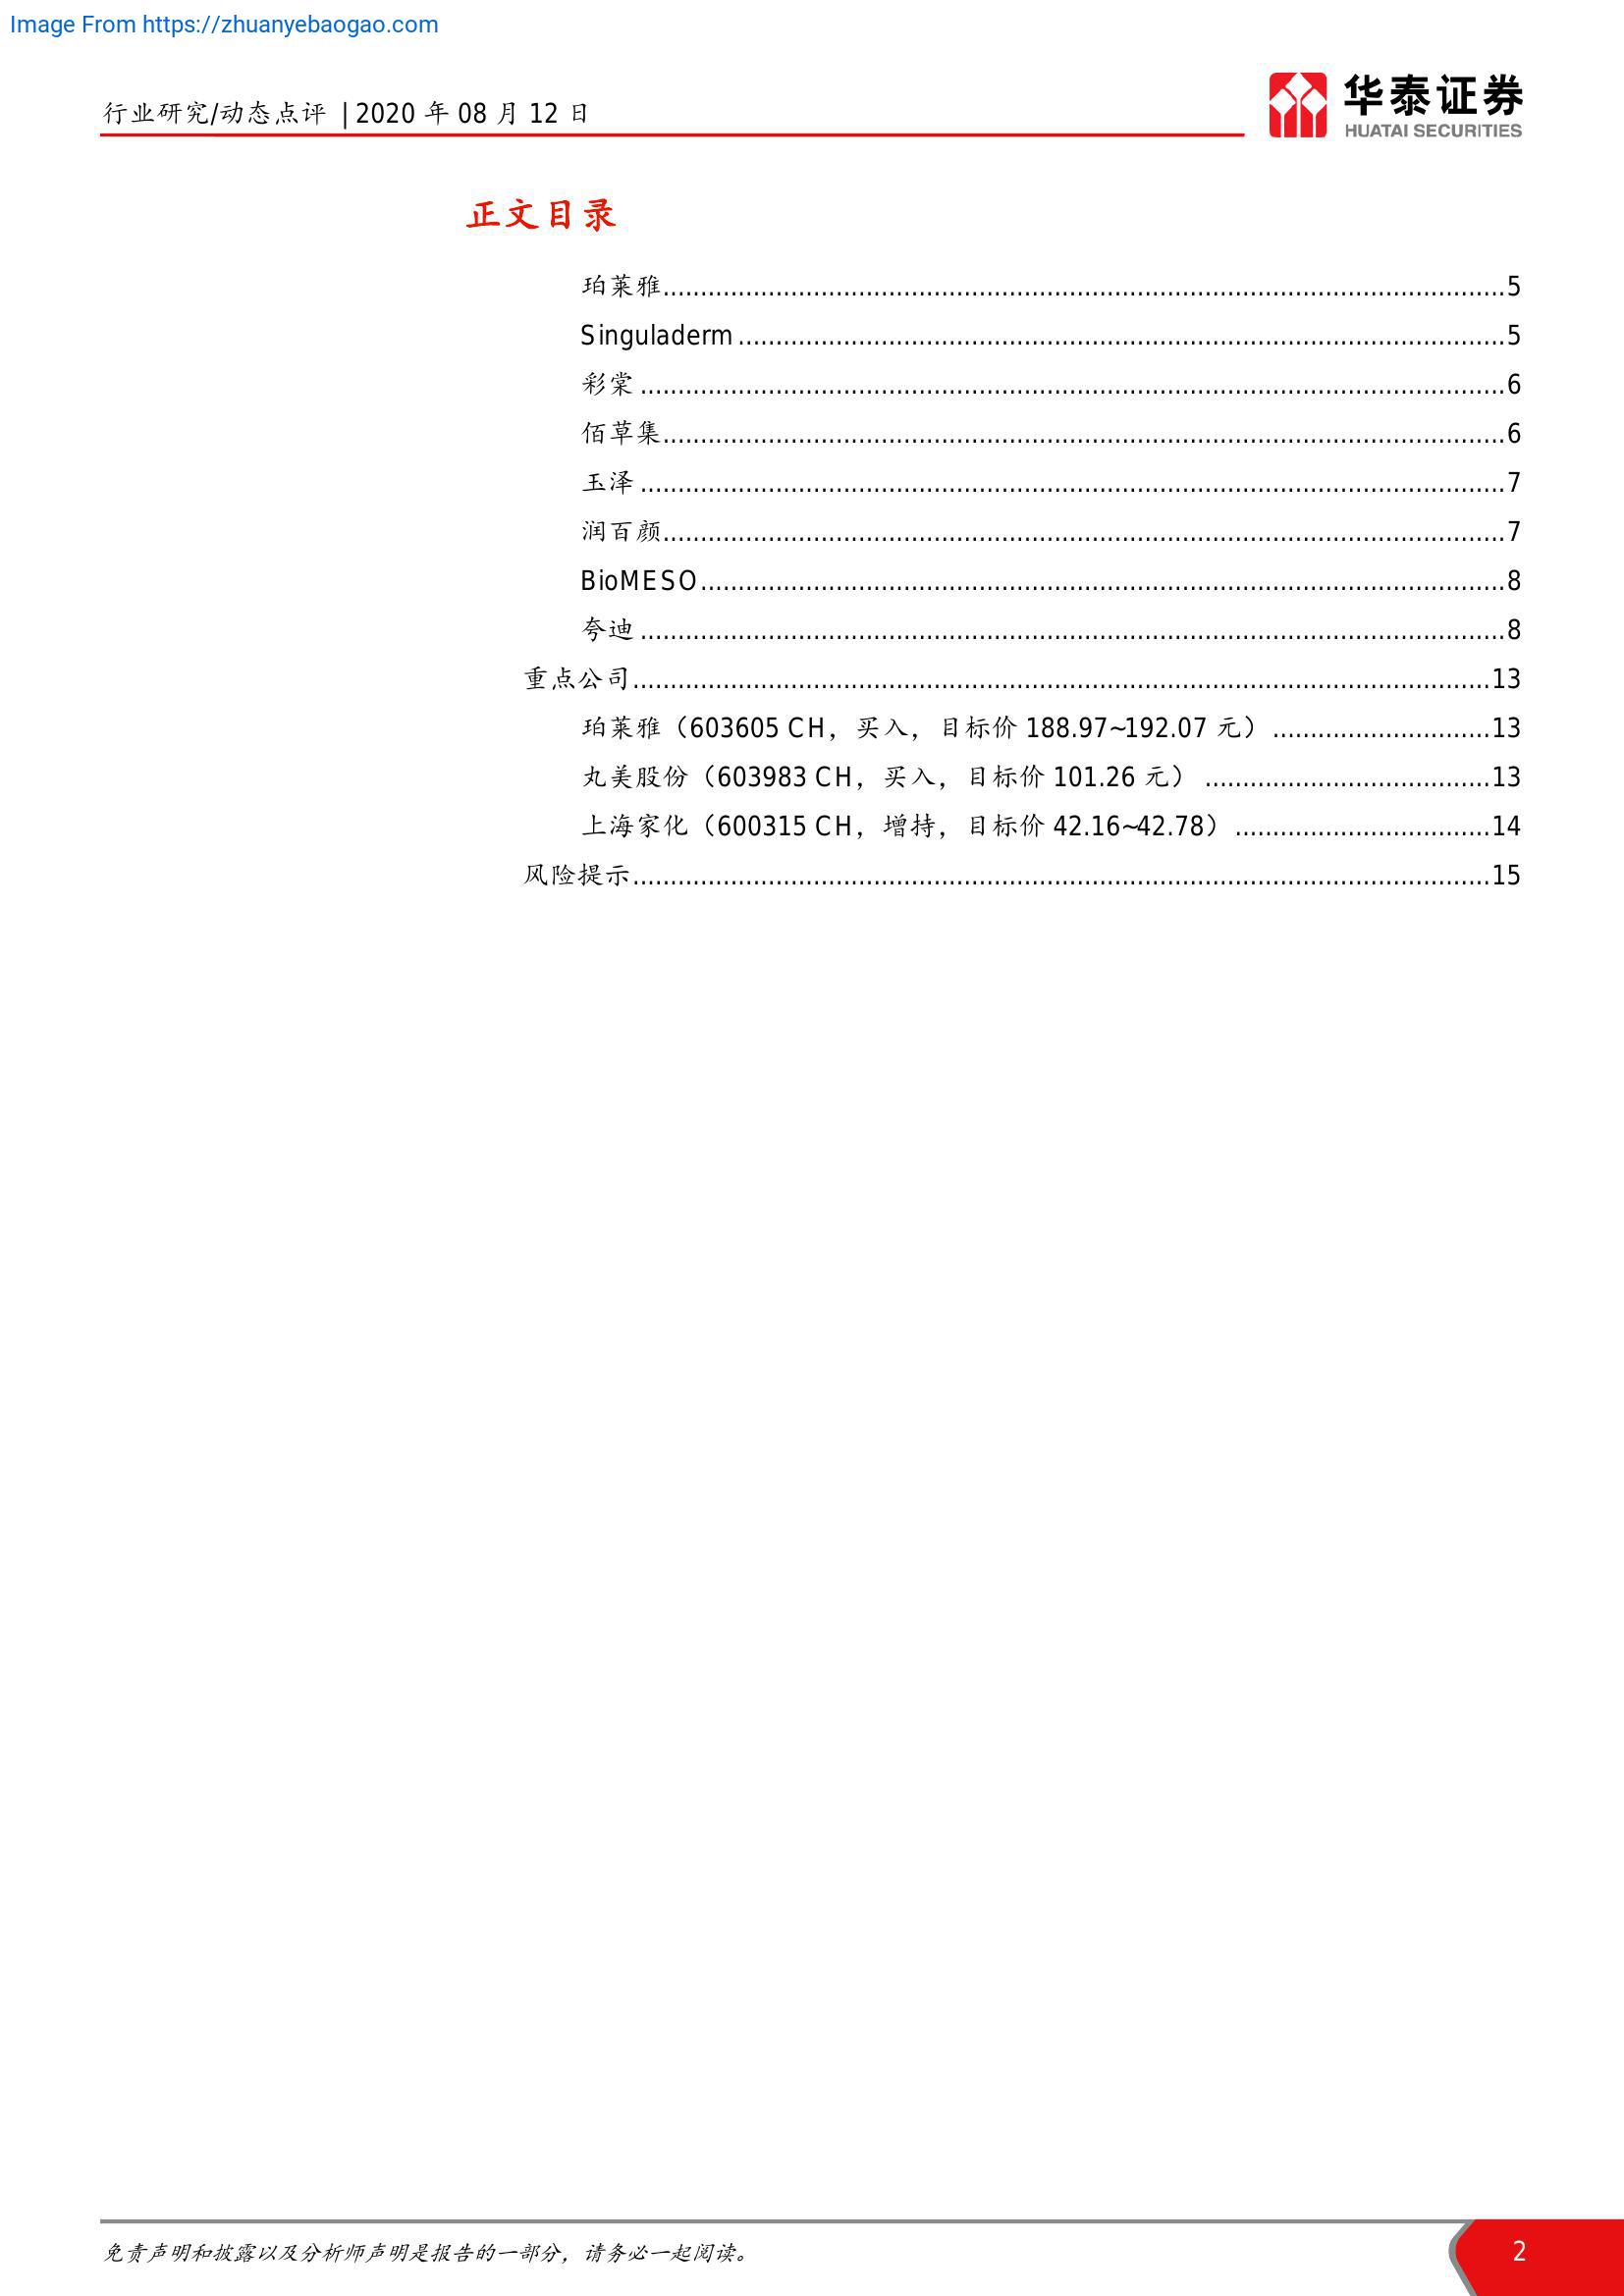 Image From https://zhuanyebaogao.com
行业研究/动态点评 | 2020 年 08 月 12 日
华泰证券
HUATAI SECURITIES
正文目录
珀莱雅................................................................................5
Singuladerm ................................................................................5
彩棠 ................................................................................6
佰草集................................................................................6
玉泽 ................................................................................7
润百颜................................................................................7
BioMESO................................................................................8
夸迪 ................................................................................8
重点公司................................................................................13
珀莱雅（603605 CH，买入，目标价 188.97~192.07 元） .............................13
丸美股份（603983 CH，买入，目标价 101.26 元） ......................................13
上海家化（600315 CH，增持，目标价 42.16~42.78） ..................................14
风险提示................................................................................15
免责声明和披露以及分析师声明是报告的一部分，请务必一起阅读。
2